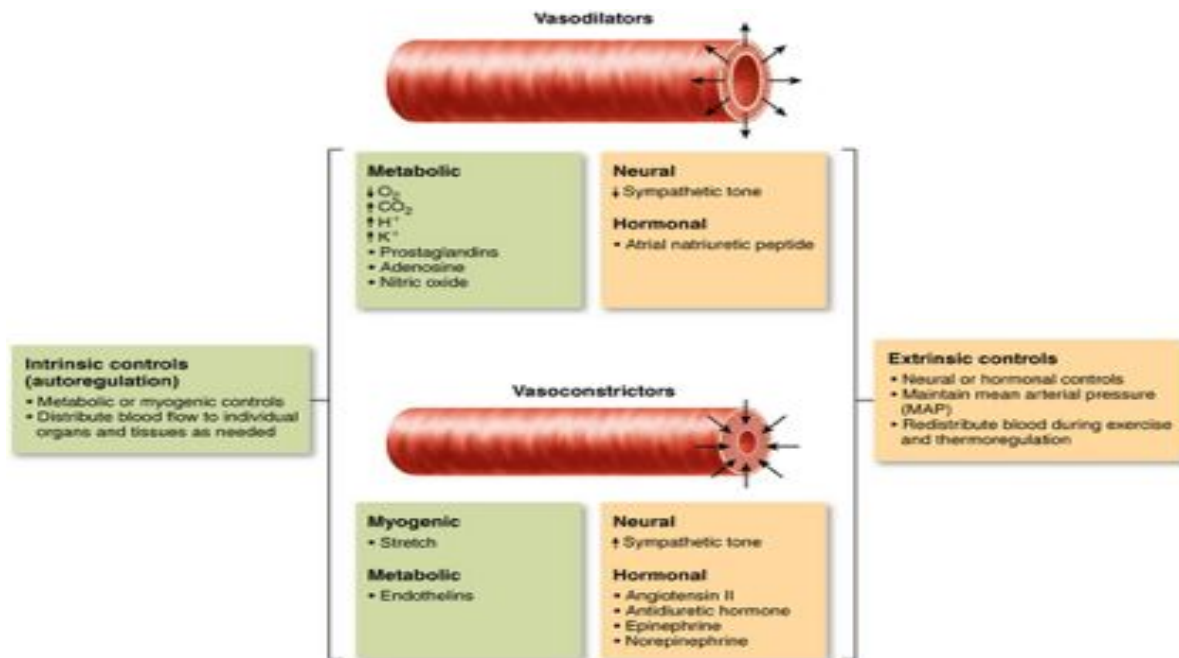 Vasodilators
Metabolic
↓ O₂
↑ CO₂
↑ H⁺
↑ K⁺
• Prostaglandins
• Adenosine
• Nitric oxide
Neural
↓ Sympathetic tone
Hormonal
• Atrial natriuretic peptide
Intrinsic controls
(autoregulation)
• Metabolic or myogenic controls
• Distribute blood flow to individual
organs and tissues as needed
Extrinsic controls
• Neural or hormonal controls
• Maintain mean arterial pressure
(MAP)
• Redistribute blood during exercise
and thermoregulation
Vasoconstrictors
Myogenic
• Stretch
Metabolic
• Endothelins
Neural
↑ Sympathetic tone
Hormonal
• Angiotensin II
• Antidiuretic hormone
• Epinephrine
• Norepinephrine